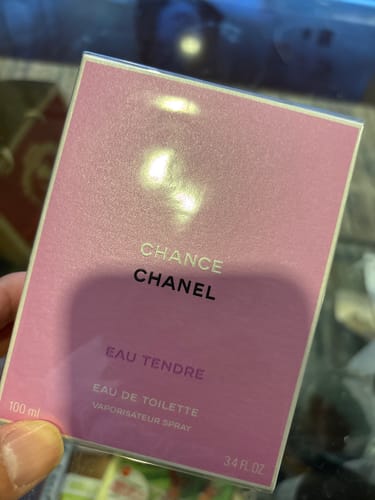 CHANCE
CHANEL
EAU TENDRE
EAU DE TOILETTE
VAPORISATEUR SPRAY
100 ml
3.4 FL.OZ